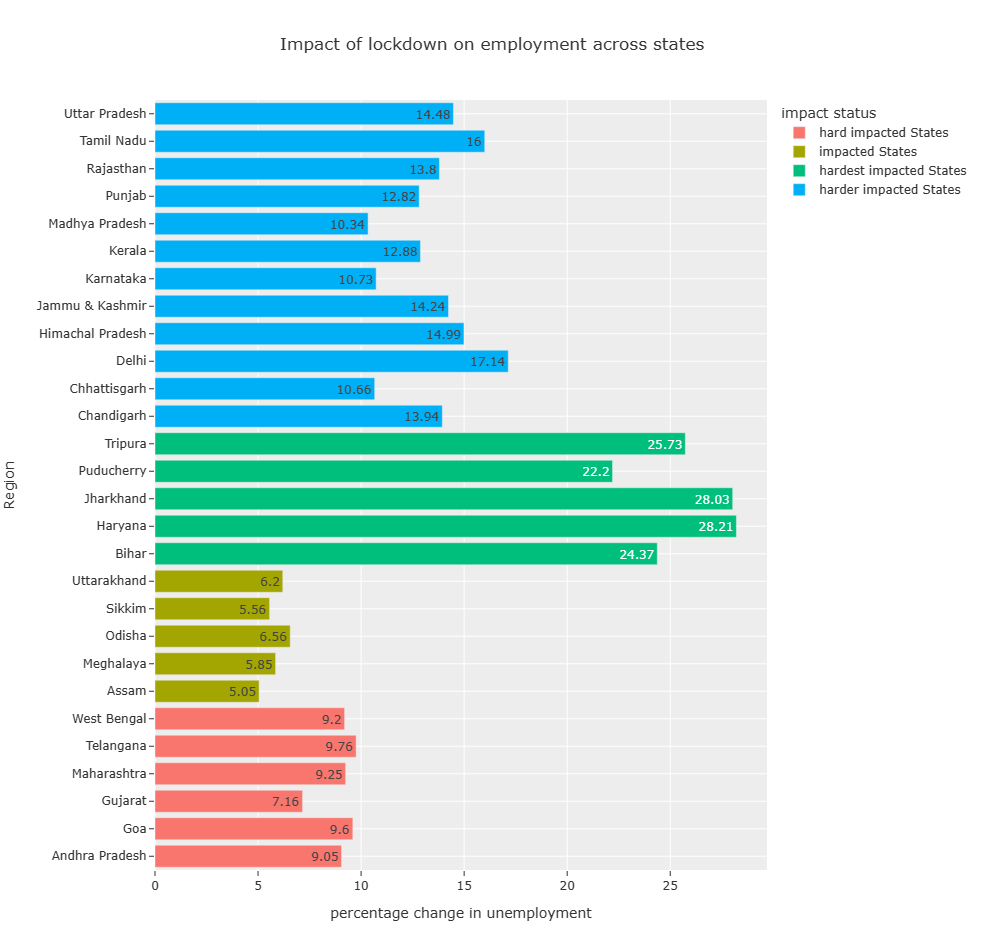 Impact of lockdown on employment across states
impact status
hard impacted States
impacted States
hardest impacted States
harder impacted States
Region
Uttar Pradesh 14.48
Tamil Nadu 16
Rajasthan 13.8
Punjab 12.82
Madhya Pradesh 10.34
Kerala 12.88
Karnataka 10.73
Jammu & Kashmir 14.24
Himachal Pradesh 14.99
Delhi 17.14
Chhattisgarh 10.66
Chandigarh 13.94
Tripura 25.73
Puducherry 22.2
Jharkhand 28.03
Haryana 28.21
Bihar 24.37
Uttarakhand 6.2
Sikkim 5.56
Odisha 6.56
Meghalaya 5.85
Assam 5.05
West Bengal 9.2
Telangana 9.76
Maharashtra 9.25
Gujarat 7.16
Goa 9.6
Andhra Pradesh 9.05
0 5 10 15 20 25
percentage change in unemployment